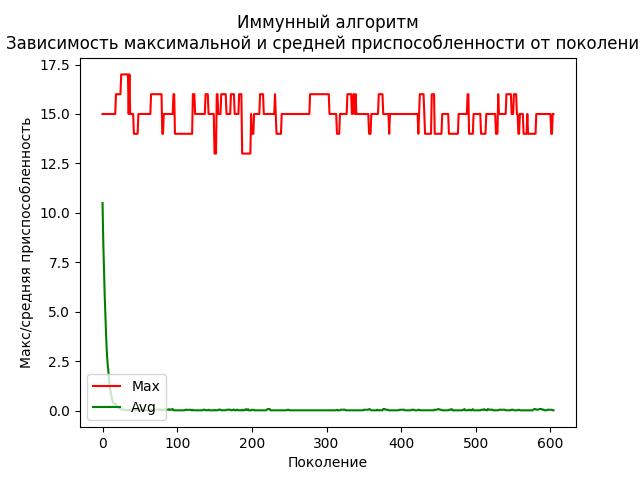 Иммунный алгоритм
Зависимость максимальной и средней приспособленности от поколени
17.5
15.0
12.5
10.0
7.5
5.0
2.5
0.0
Макс/средняя приспособленность
Max
Avg
0 100 200 300 400 500 600
Поколение